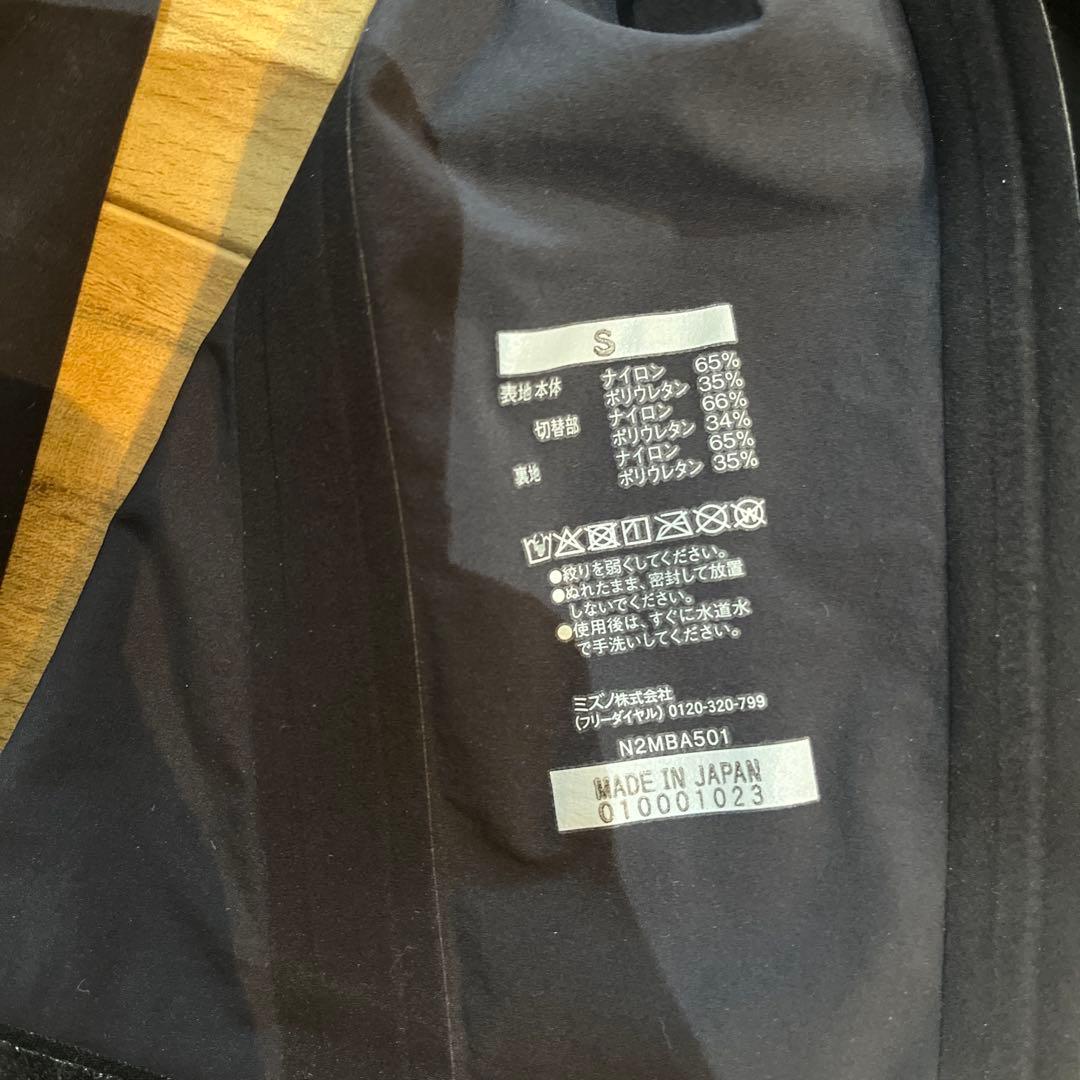 S
表地 本体 ナイロン 65%
ポリウレタン 35%
切替部 ナイロン 66%
ポリウレタン 34%
裏地 ナイロン 65%
ポリウレタン 35%
●絞りを弱くしてください。
●ぬれたまま、密封して放置
しないでください。
●使用後は、すぐに水道水
で手洗いしてください。
ミズノ株式会社
(フリーダイヤル) 0120-320-799
N2MBA501
MADE IN JAPAN
010001023